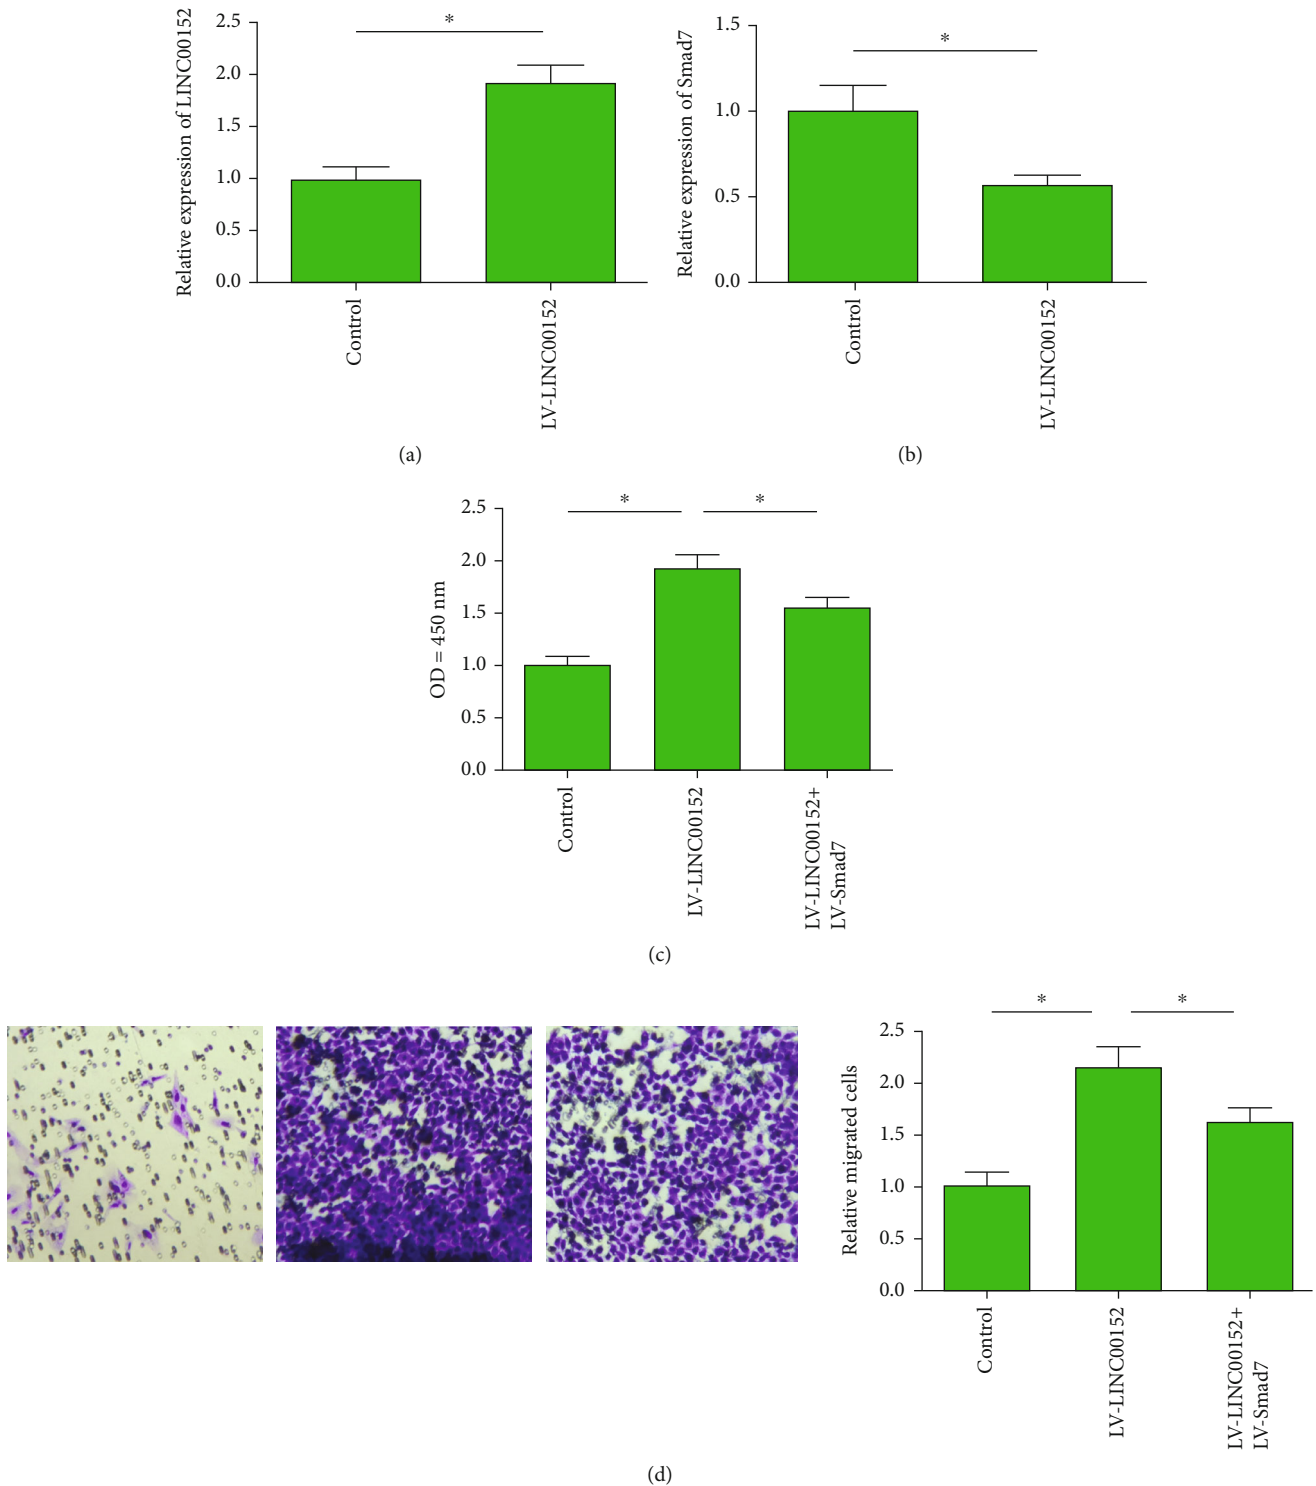 Relative expression of LINC00152
2.5
2.0
1.5
1.0
0.5
0.0
*
Control
LV-LINC00152
(a)
Relative expression of Smad7
1.5
1.0
0.5
0.0
*
Control
LV-LINC00152
(b)
OD = 450 nm
2.5
2.0
1.5
1.0
0.5
0.0
*
*
Control
LV-LINC00152
LV-LINC00152+
LV-Smad7
(c)
Relative migrated cells
2.5
2.0
1.5
1.0
0.5
0.0
*
*
Control
LV-LINC00152
LV-LINC00152+
LV-Smad7
(d)